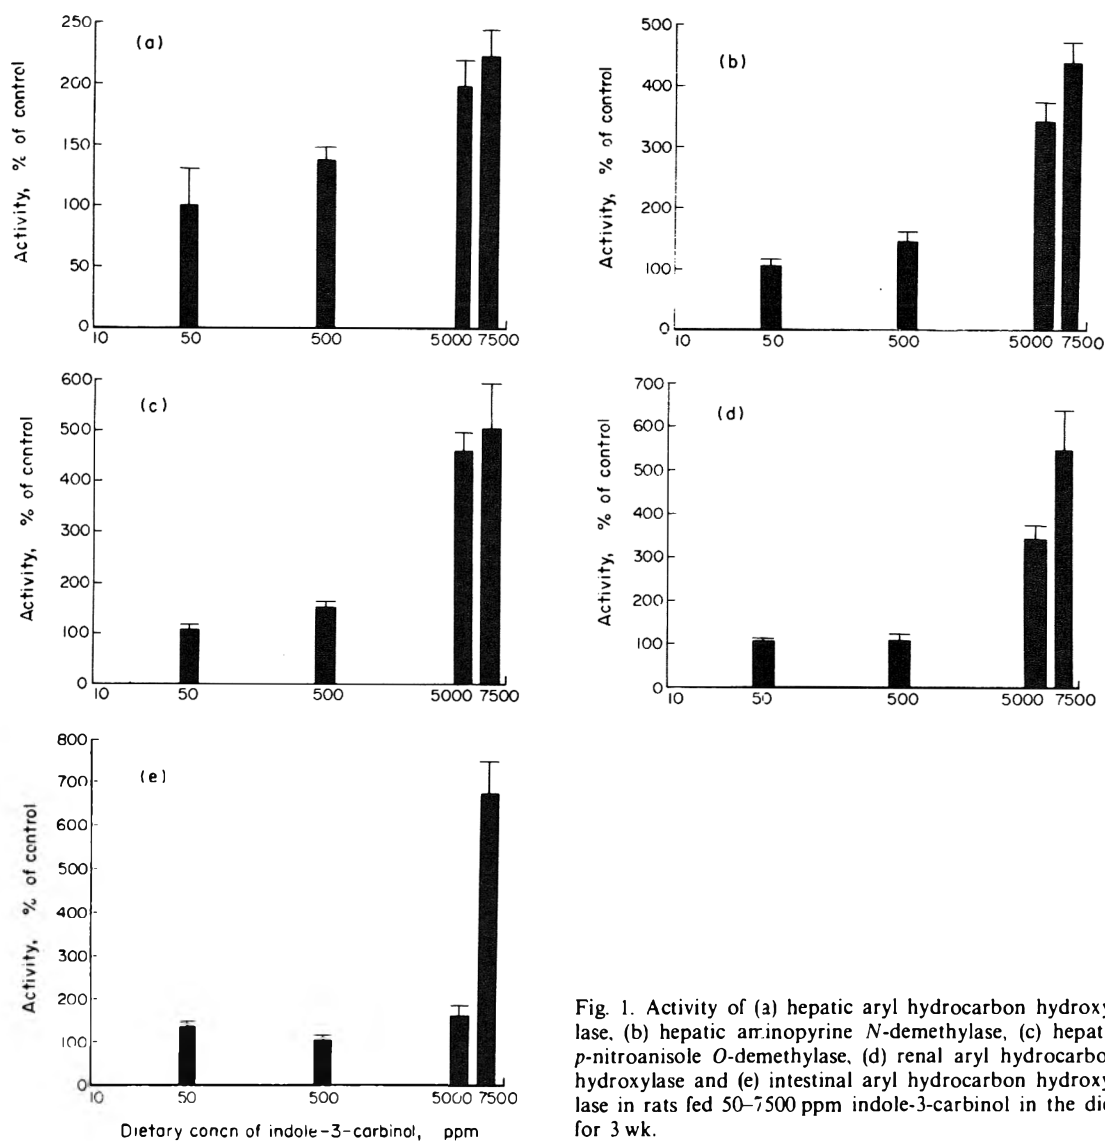 250
200
150
100
50
0
Activity, % of control
(a)
10 50 500 5000 7500
500
400
300
200
100
0
Activity, % of control
(b)
10 50 500 5000 7500
600
500
400
300
200
100
0
Activity, % of control
(c)
10 50 500 5000 7500
700
600
500
400
300
200
100
0
Activity, % of control
(d)
10 50 500 5000 7500
800
700
600
500
400
300
200
100
0
Activity, % of control
(e)
10 50 500 5000 7500
Dietary concn of indole-3-carbinol, ppm
Fig. 1. Activity of (a) hepatic aryl hydrocarbon hydroxy
lase, (b) hepatic aminopyrine N-demethylase, (c) hepat
p-nitroanisole O-demethylase, (d) renal aryl hydrocarbo
hydroxylase and (e) intestinal aryl hydrocarbon hydroxy
lase in rats fed 50–7500 ppm indole-3-carbinol in the die
for 3 wk.